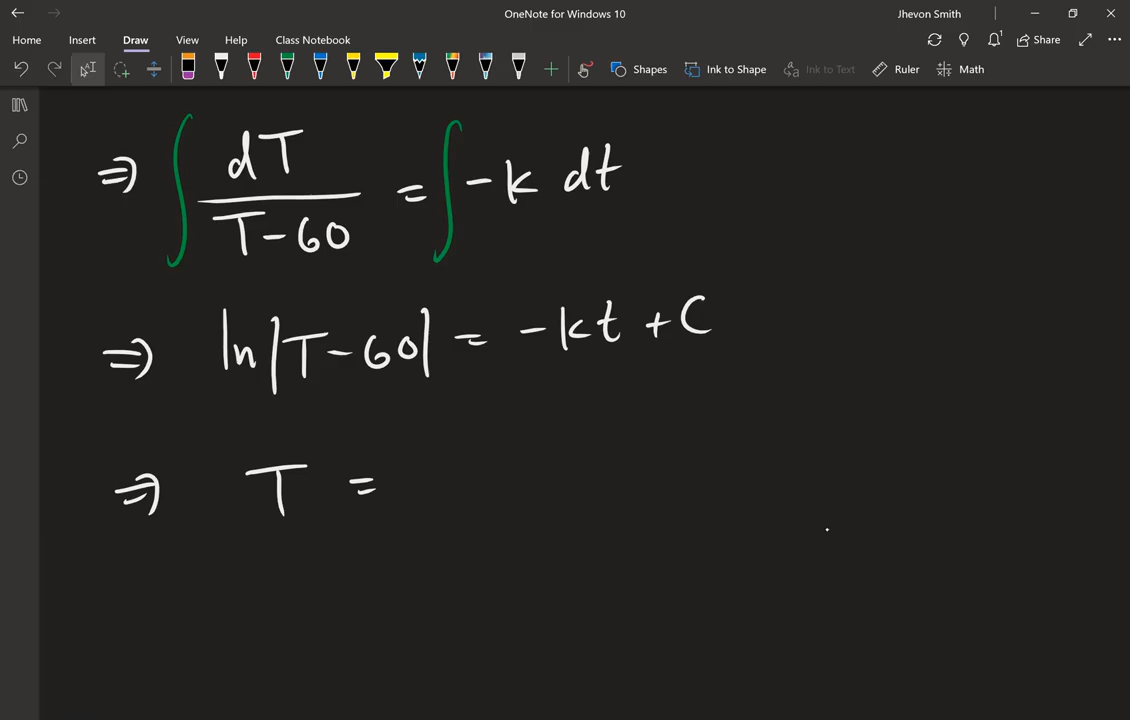 OneNote for Windows 10
Jhevon Smith
Home Insert Draw View Help Class Notebook
Share
Shapes Ink to Shape Ink to Text Ruler Math
⇒ ∫ dT / (T-60) = ∫ -k dt
⇒ ln|T-60| = -kt + C
⇒ T =